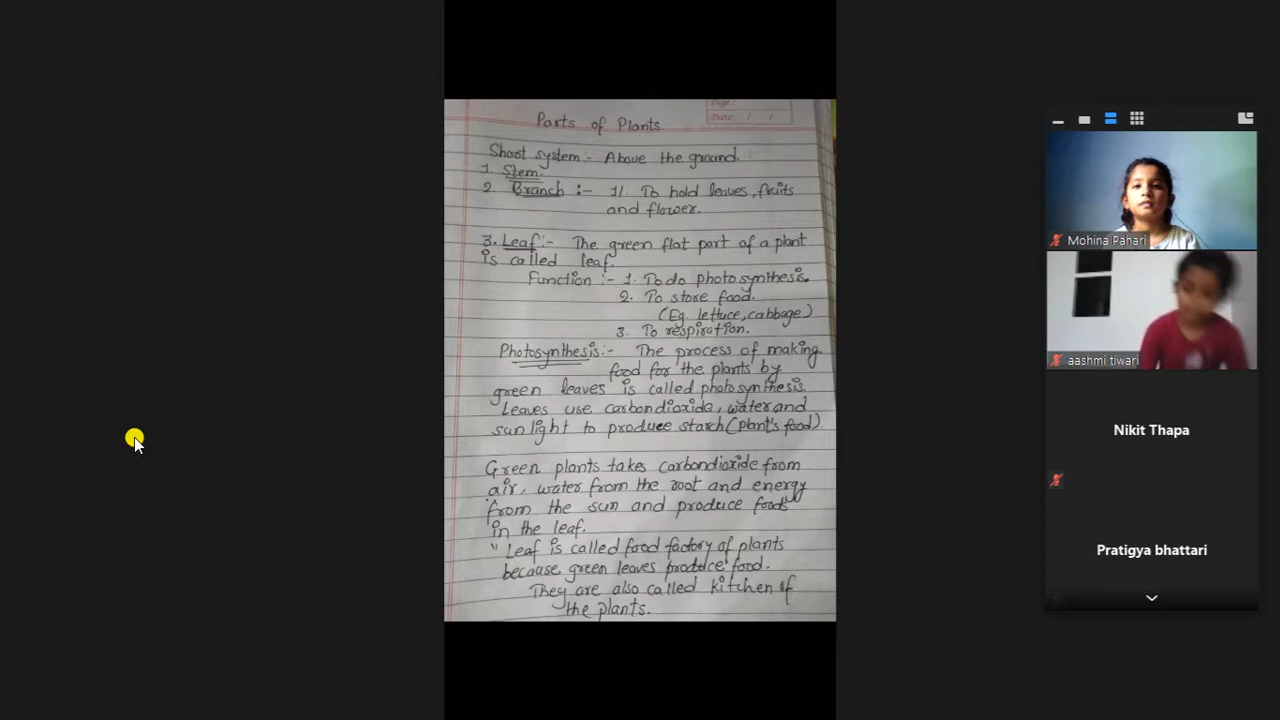 Page:
Date: / /
Parts of Plants
Shoot system:- Above the ground.
1 Stem.
2. Branch :- 1/. To hold leaves, fruits
and flower.
3. Leaf:- The green flat part of a plant
is called leaf.
Function :- 1. To do photosynthesis.
2. To store food.
(Eg. lettuce, cabbage)
3. To respiration.
Photosynthesis:- The process of making
food for the plants by
green leaves is called photosynthesis.
Leaves use carbondioxide, water and
sunlight to produce starch (plant's food).
Green plants takes carbondioxide from
air, water from the root and energy
from the sun and produce foods
in the leaf.
" Leaf is called food factory of plants
because green leaves produce food.
They are also called kitchen of
the plants.
Mohina Pahari
aashmi tiwari
Nikit Thapa
Pratigya bhattari